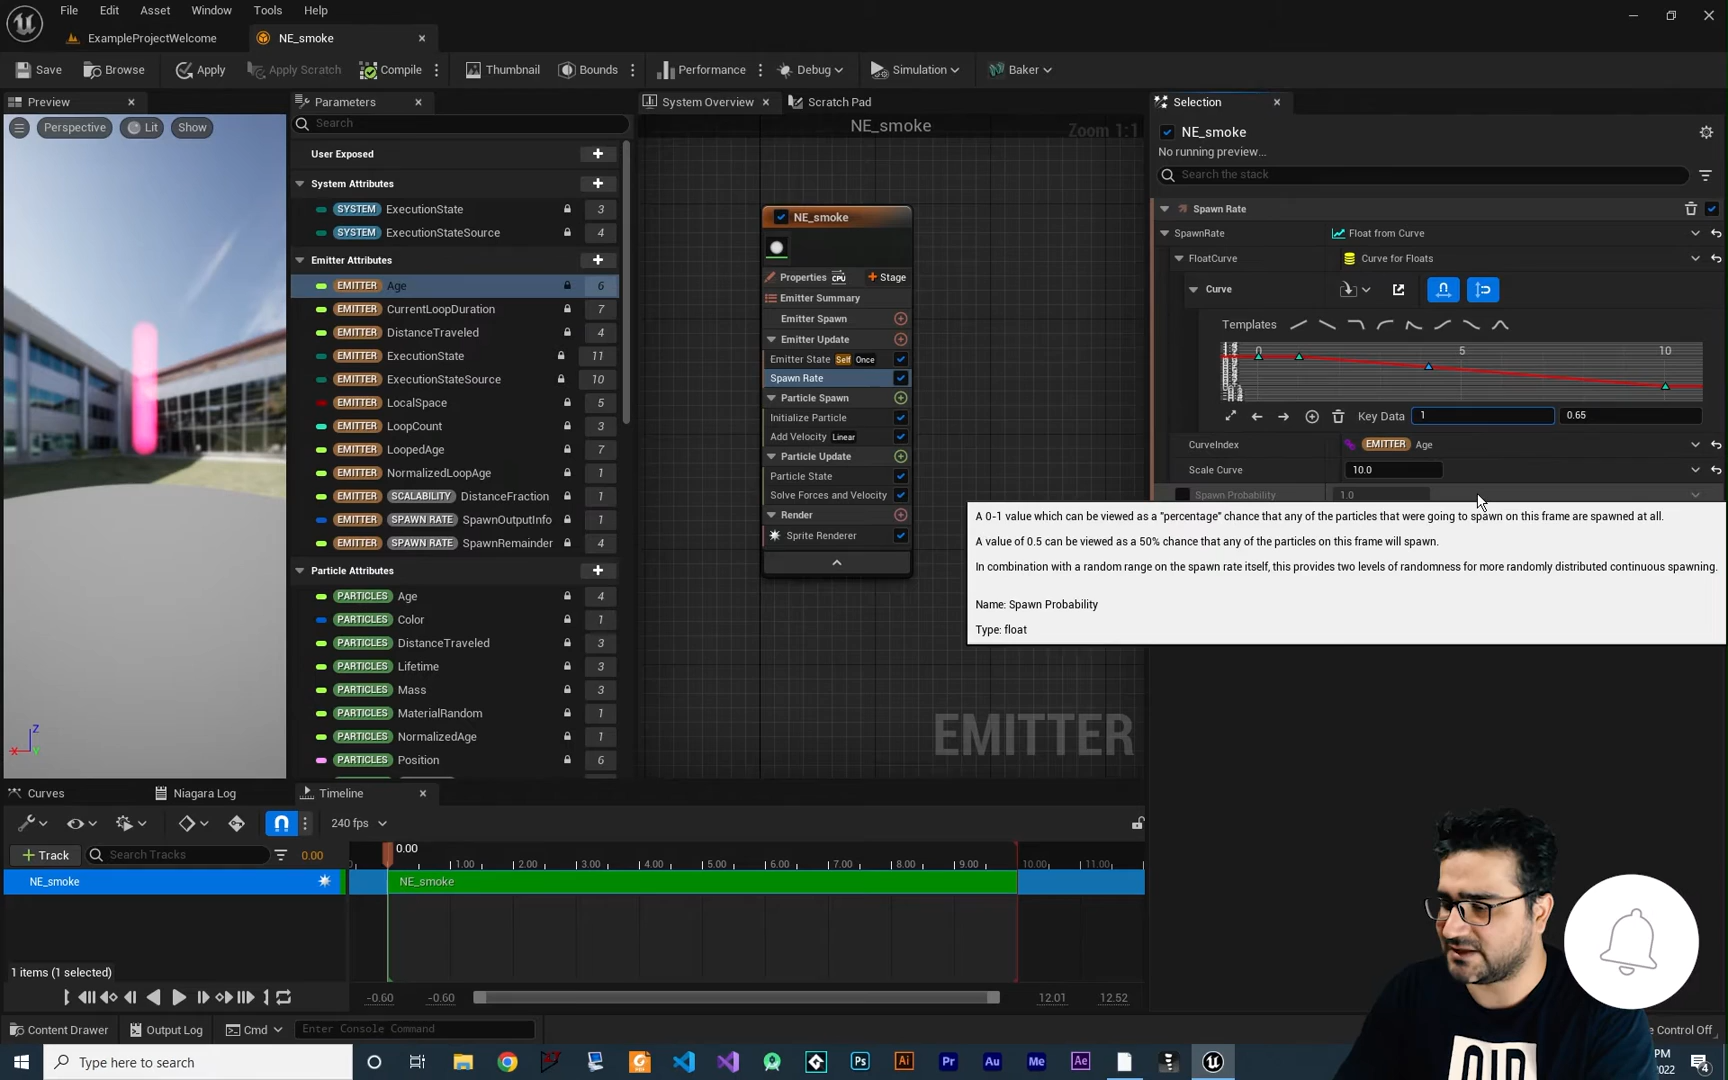 File Edit Asset Window Tools Help
ExampleProjectWelcome NE_smoke
Save Browse Apply Apply Scratch Compile Thumbnail Bounds Performance Debug Simulation Baker
Preview
Perspective Lit Show
Z
X
Parameters
Search
User Exposed
System Attributes
SYSTEM ExecutionState 3
SYSTEM ExecutionStateSource 4
Emitter Attributes
EMITTER Age 6
EMITTER CurrentLoopDuration 7
EMITTER DistanceTraveled 4
EMITTER ExecutionState 11
EMITTER ExecutionStateSource 10
EMITTER LocalSpace 5
EMITTER LoopCount 3
EMITTER LoopedAge 7
EMITTER NormalizedLoopAge 1
EMITTER SCALABILITY DistanceFraction 1
EMITTER SPAWN RATE SpawnOutputInfo 1
EMITTER SPAWN RATE SpawnRemainder 1
Particle Attributes
PARTICLES Age 4
PARTICLES Color 1
PARTICLES DistanceTraveled 3
PARTICLES Lifetime 3
PARTICLES Mass 3
PARTICLES MaterialRandom 1
PARTICLES NormalizedAge 1
PARTICLES Position 6
System Overview Scratch Pad
NE_smoke Zoom 1:1
NE_smoke
Properties CPU Stage
Emitter Summary
Emitter Spawn
Emitter Update
Emitter State Self Once
Spawn Rate
Particle Spawn
Initialize Particle
Add Velocity Linear
Particle Update
Particle State
Solve Forces and Velocity
Render
Sprite Renderer
EMITTER
Selection
NE_smoke
No running preview...
Search the stack
Spawn Rate
SpawnRate Float from Curve
FloatCurve Curve for Floats
Curve
Templates
0 5 10
Key Data 1 0.65
CurveIndex EMITTER Age
Scale Curve 10.0
Spawn Probability 1.0
A 0-1 value which can be viewed as a "percentage" chance that any of the particles that were going to spawn on this frame are spawned at all.
A value of 0.5 can be viewed as a 50% chance that any of the particles on this frame will spawn.
In combination with a random range on the spawn rate itself, this provides two levels of randomness for more randomly distributed continuous spawning.
Name: Spawn Probability
Type: float
Curves Niagara Log Timeline
240 fps
Track Search Tracks 0.00
0.00
1.00 2.00 3.00 4.00 5.00 6.00 7.00 8.00 9.00 10.00 11.00
NE_smoke NE_smoke
1 items (1 selected)
-0.60 -0.60 12.01 12.52
Content Drawer Output Log Cmd Enter Console Command
Control Off
Type here to search
Ps Ai Pr Au Me Ae
PM
2022
4